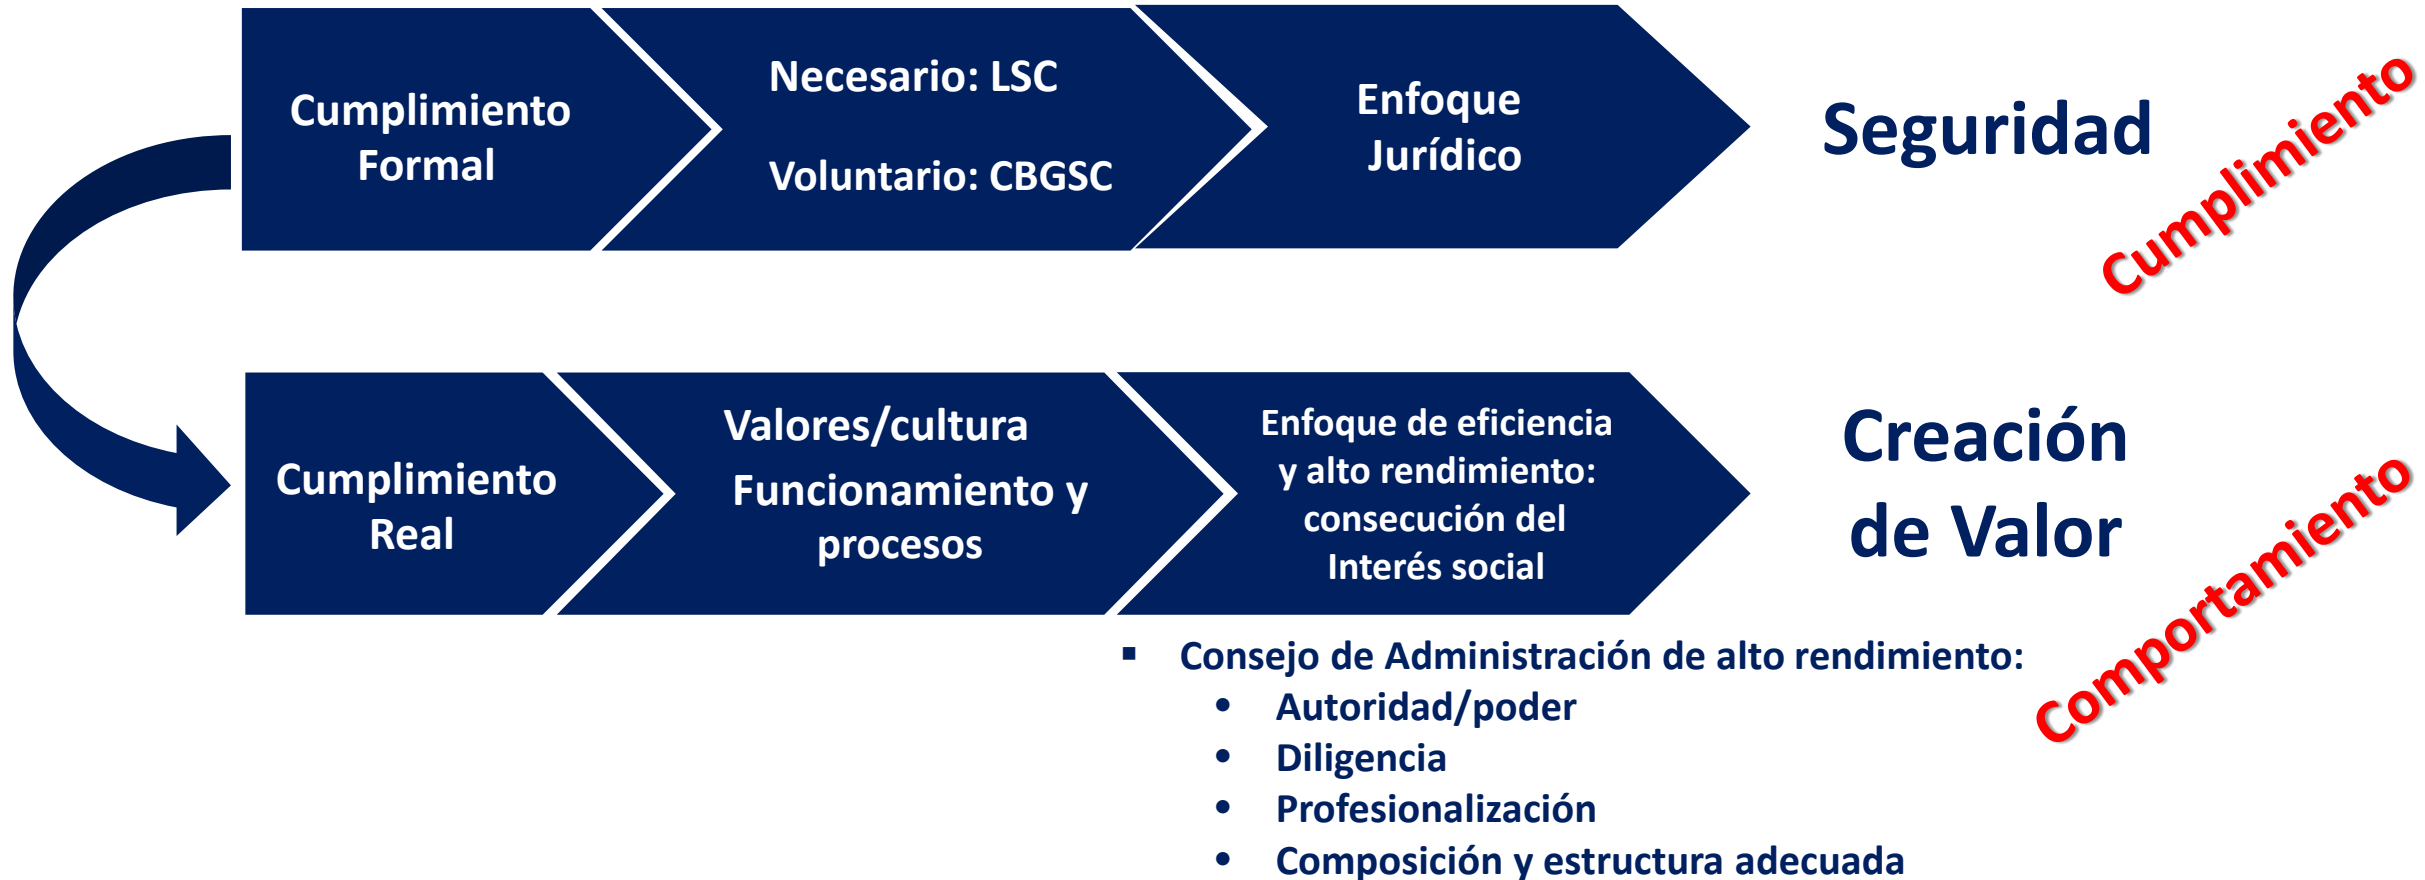 Cumplimiento
Formal
Necesario: LSC
Voluntario: CBGSC
Enfoque
Jurídico
Seguridad
Cumplimiento
Cumplimiento
Real
Valores/cultura
Funcionamiento y
procesos
Enfoque de eficiencia
y alto rendimiento:
consecución del
Interés social
Creación
de Valor
Comportamiento
▪ Consejo de Administración de alto rendimiento:
• Autoridad/poder
• Diligencia
• Profesionalización
• Composición y estructura adecuada